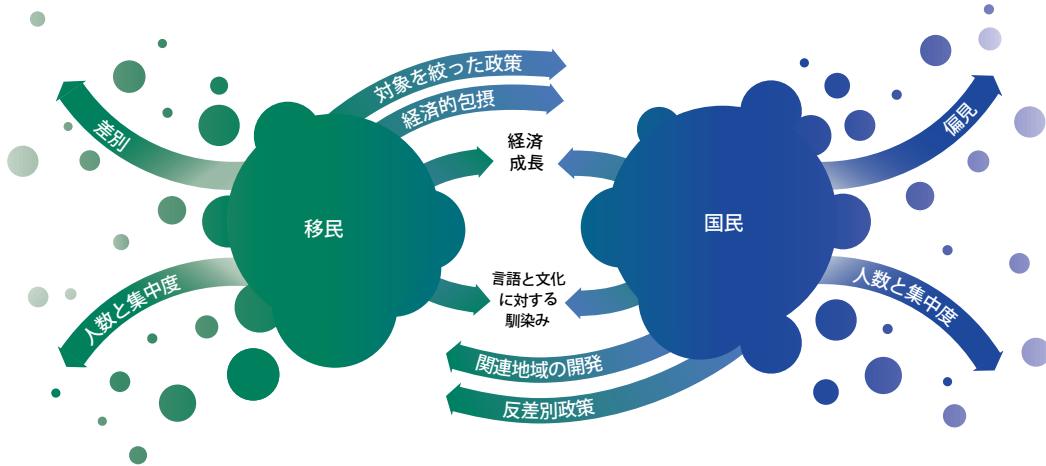 対象を絞った政策
経済的包摂
差別
偏見
経済
成長
移民
国民
人数と集中度
言語と文化
に対する
馴染み
人数と集中度
関連地域の開発
反差別政策